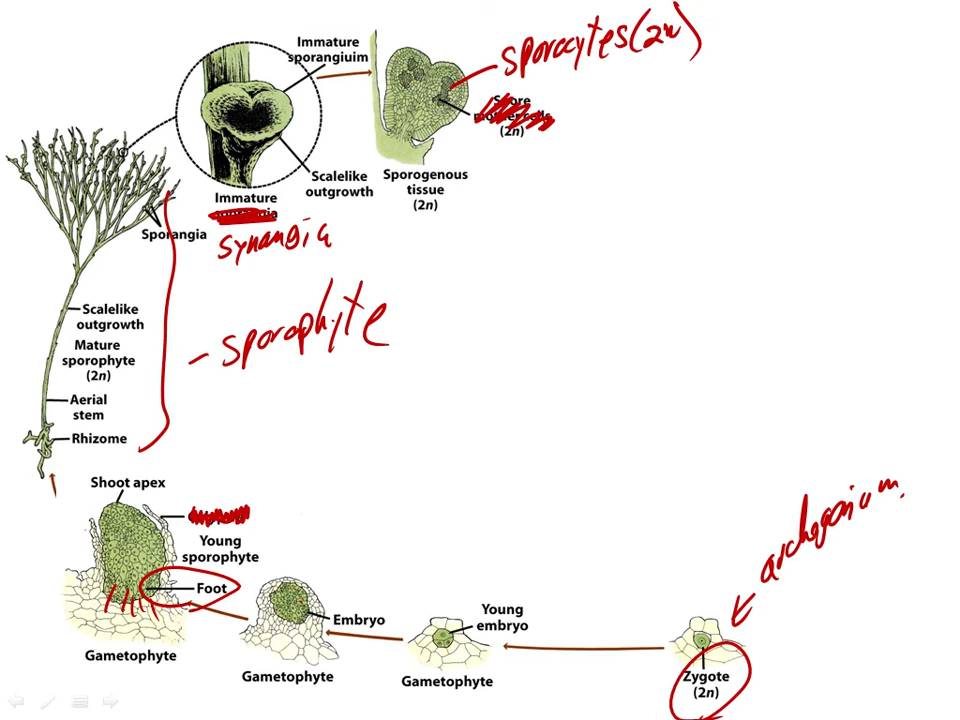 Immature
sporangiuim
sporocytes (2n)
(2n)
Scalelike
outgrowth
Sporogenous
tissue
(2n)
Immature
synangia
Sporangia
Scalelike
outgrowth
Mature
sporophyte
(2n)
- sporophyte
Aerial
stem
Rhizome
Shoot apex
Young
sporophyte
Foot
Gametophyte
Embryo
Gametophyte
Young
embryo
Gametophyte
archegonium
Zygote
(2n)